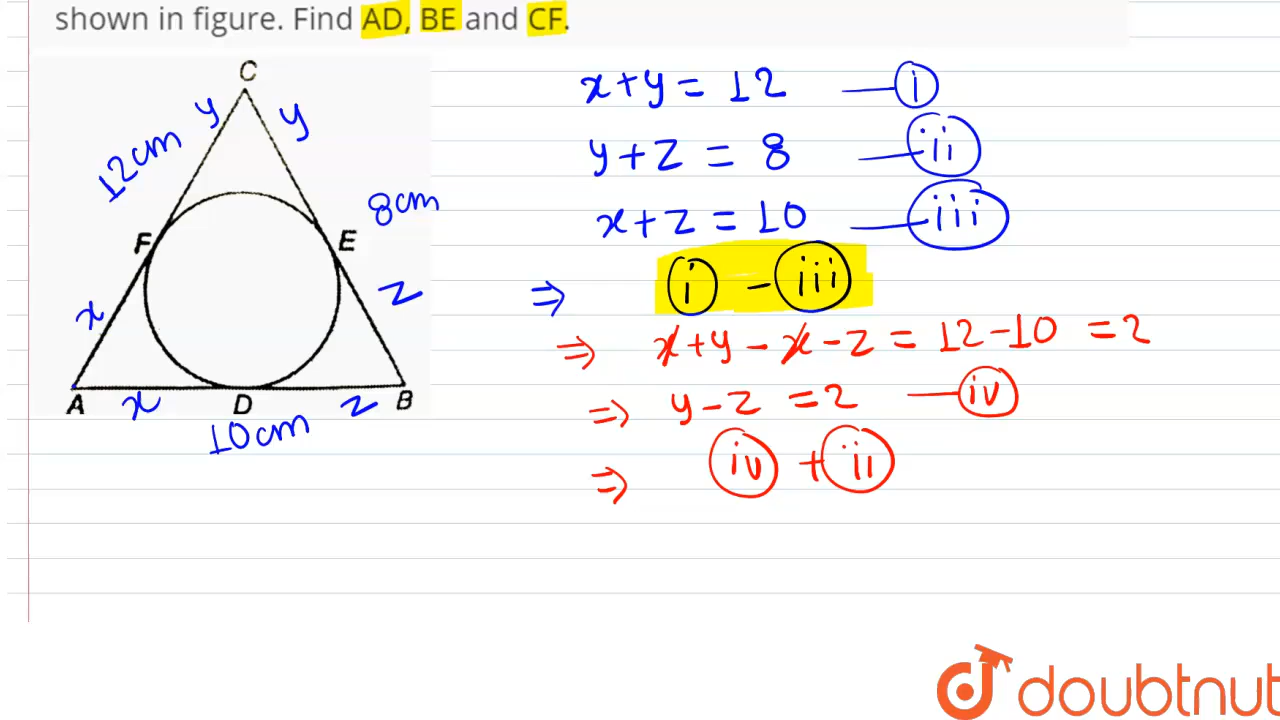 shown in figure. Find AD, BE and CF.
C
y
y
12cm
8cm
F
E
x
z
A
x
D
z
B
10cm
x+y = 12 — i
y+z = 8 — ii
x+z = 10 — iii
⇒ i - iii
⇒ x+y-x-z = 12-10 = 2
⇒ y-z = 2 — iv
⇒ iv + ii
doubtnut